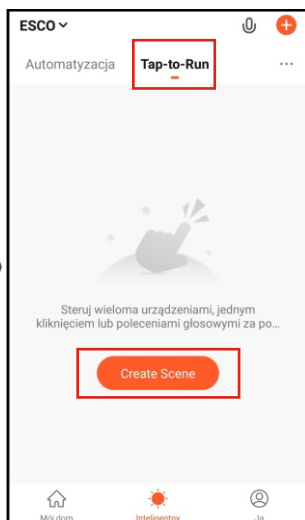 ESCO
Automatyzacja Tap-to-Run ...
Steruj wieloma urządzeniami, jednym
kliknięciem lub poleceniami głosowymi za po...
Create Scene
Mój dom Inteligentny Ja